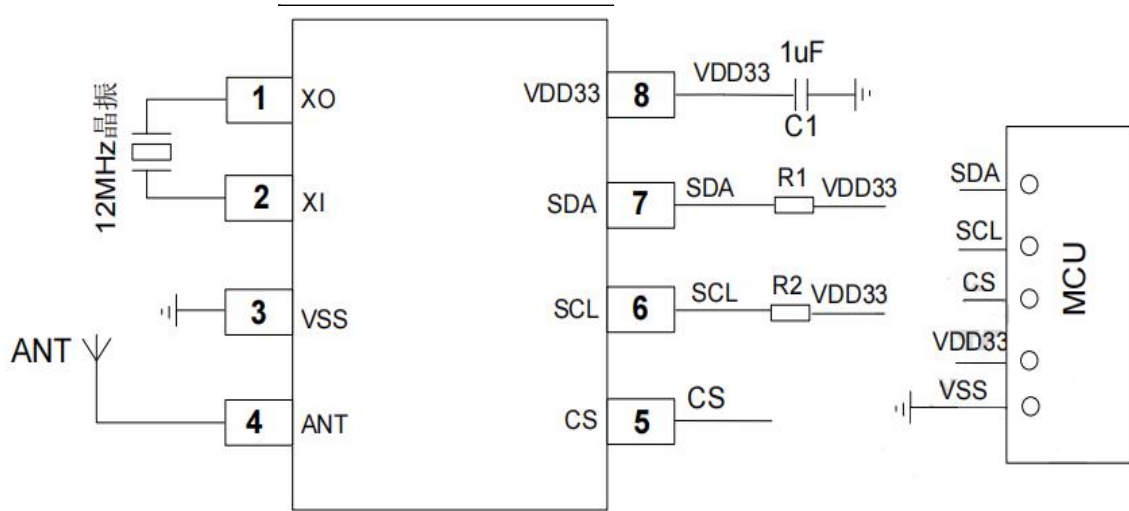 1uF
VDD33
C1
12MHz晶振
1
XO
VDD33
8
2
XI
SDA
7
SDA
R1
VDD33
3
VSS
SCL
6
SCL
R2
VDD33
ANT
4
ANT
CS
5
CS
SDA
SCL
CS
VDD33
VSS
MCU